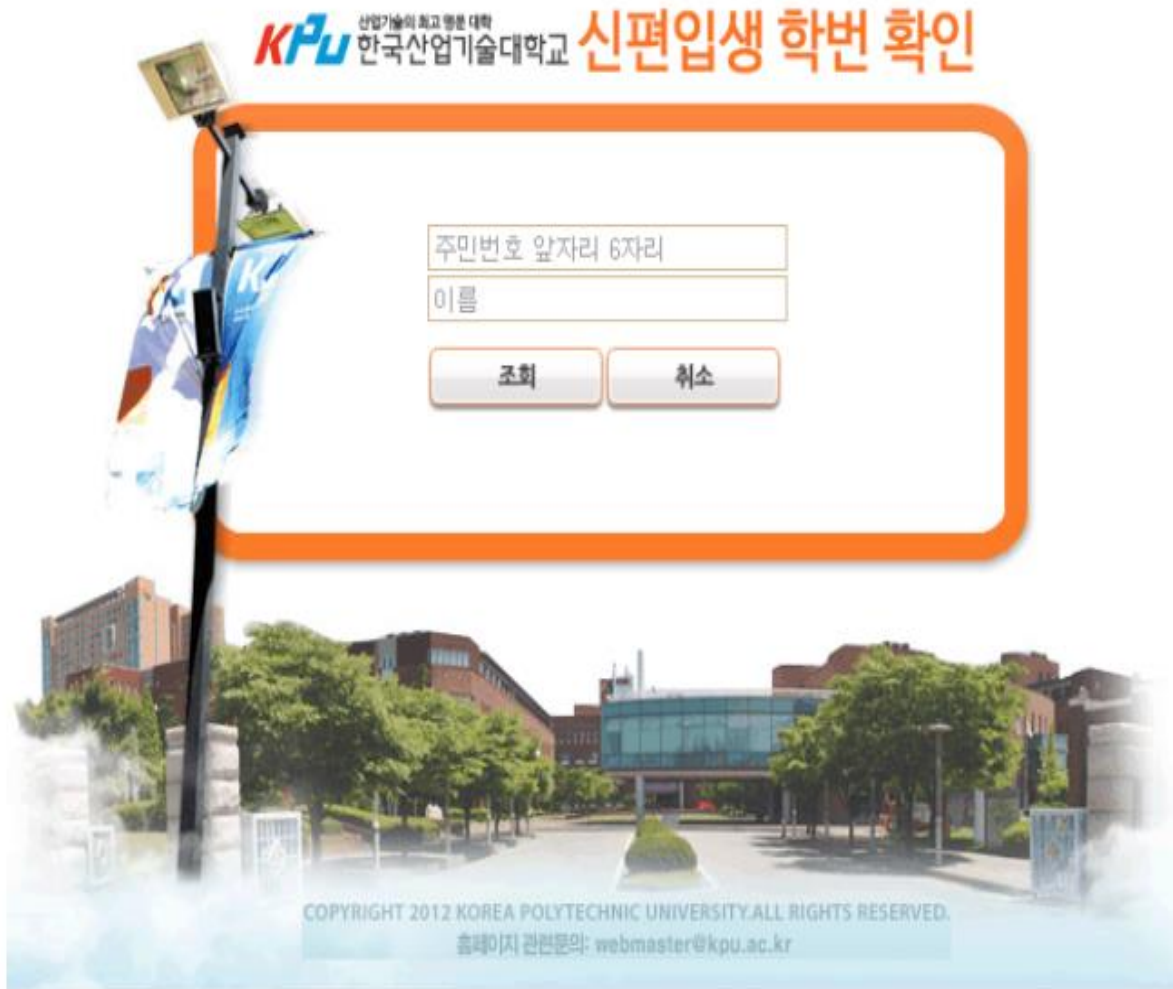 산업기술의 최고 명문 대학
KPU 한국산업기술대학교 신편입생 학번 확인
K
주민번호 앞자리 6자리
이름
조회 취소
COPYRIGHT 2012 KOREA POLYTECHNIC UNIVERSITY.ALL RIGHTS RESERVED.
홈페이지 관련문의: webmaster@kpu.ac.kr